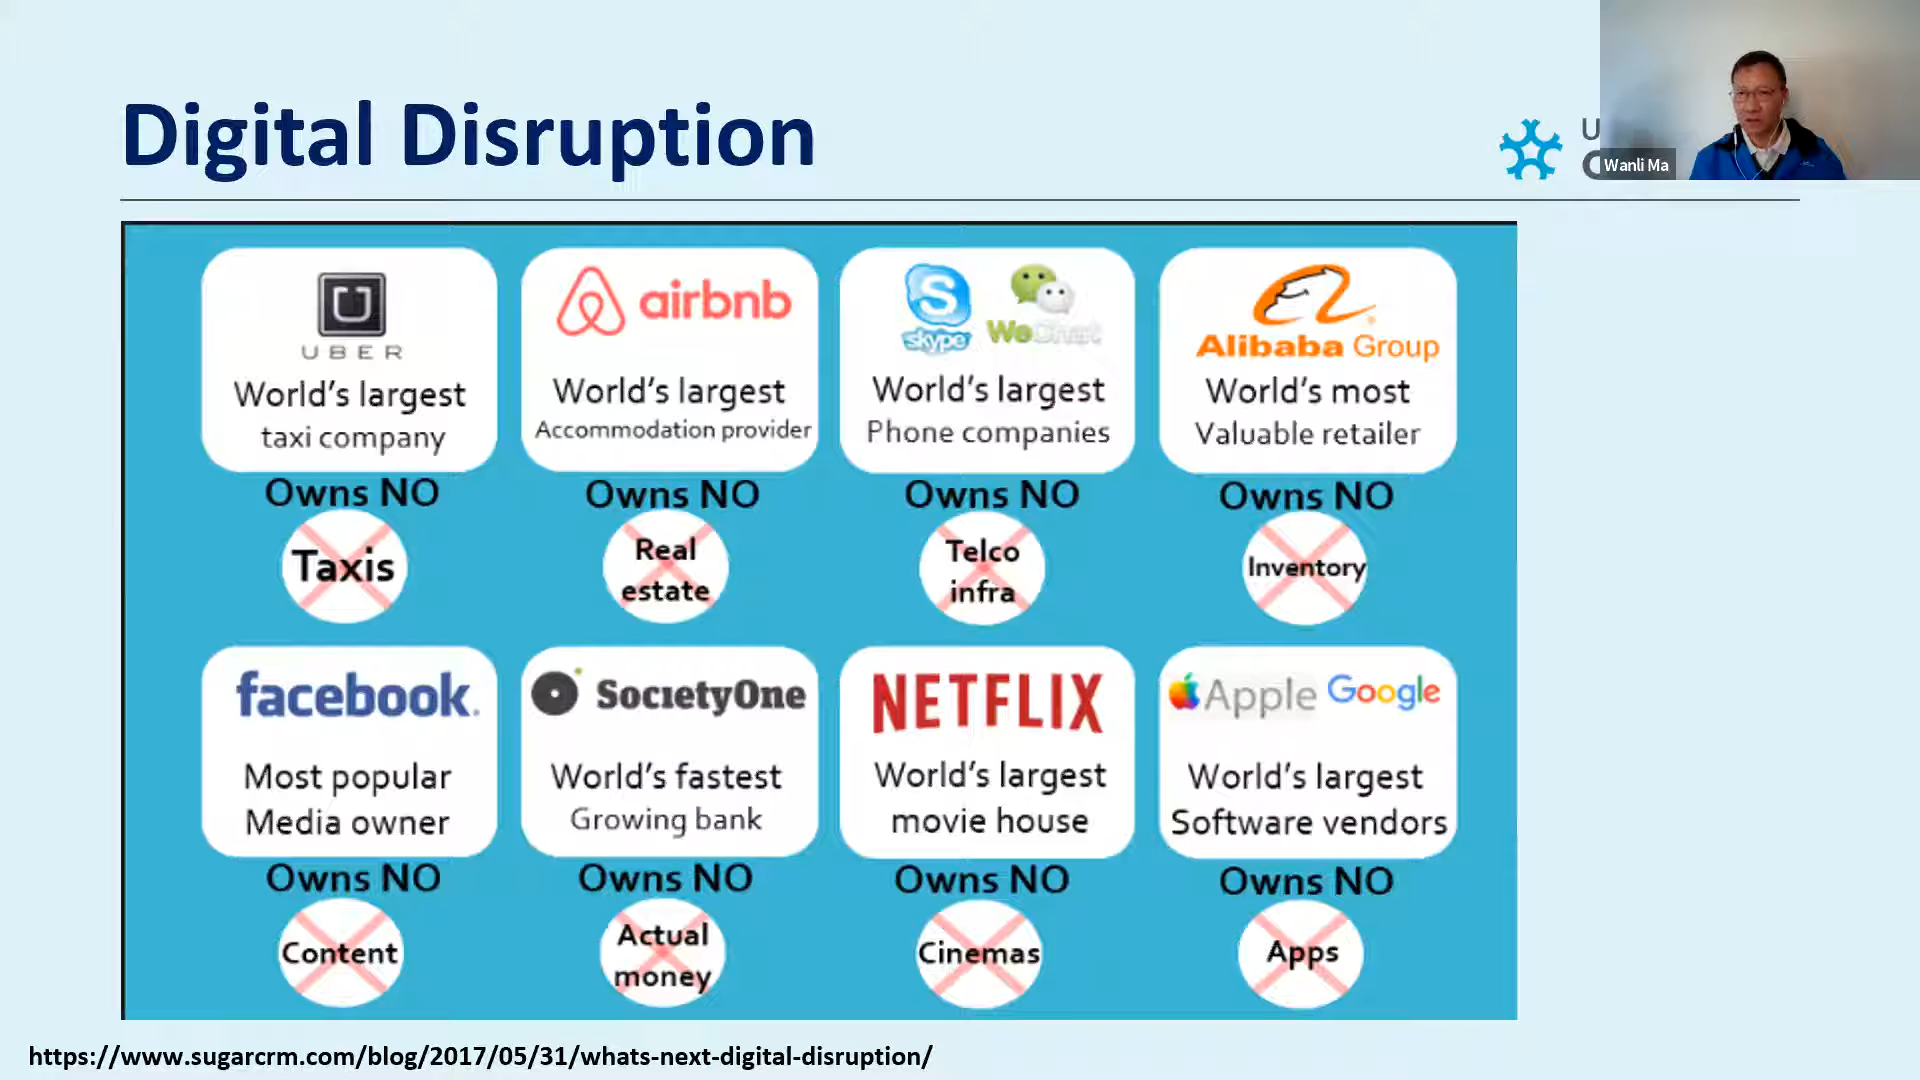 Digital Disruption
U
Wanli Ma
UBER
World's largest
taxi company
Owns NO
Taxis
airbnb
World's largest
Accommodation provider
Owns NO
Real
estate
skype WeChat
World's largest
Phone companies
Owns NO
Telco
infra
Alibaba Group
World's most
Valuable retailer
Owns NO
Inventory
facebook.
Most popular
Media owner
Owns NO
Content
SocietyOne
World's fastest
Growing bank
Owns NO
Actual
money
NETFLIX
World's largest
movie house
Owns NO
Cinemas
Apple Google
World's largest
Software vendors
Owns NO
Apps
https://www.sugarcrm.com/blog/2017/05/31/whats-next-digital-disruption/